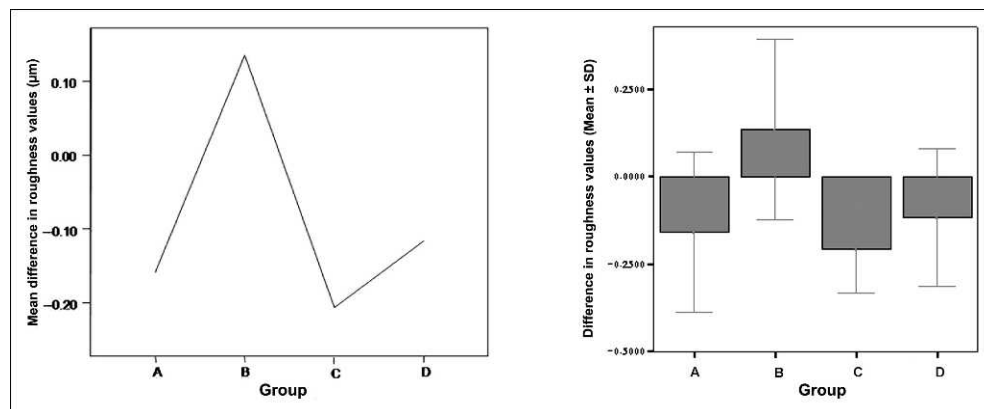 Mean difference in roughness values (µm)
0.10
0.00
−0.10
−0.20
A B C D
Group
Difference in roughness values (Mean ± SD)
0.2500
0.0000
−0.2500
−0.5000
A B C D
Group